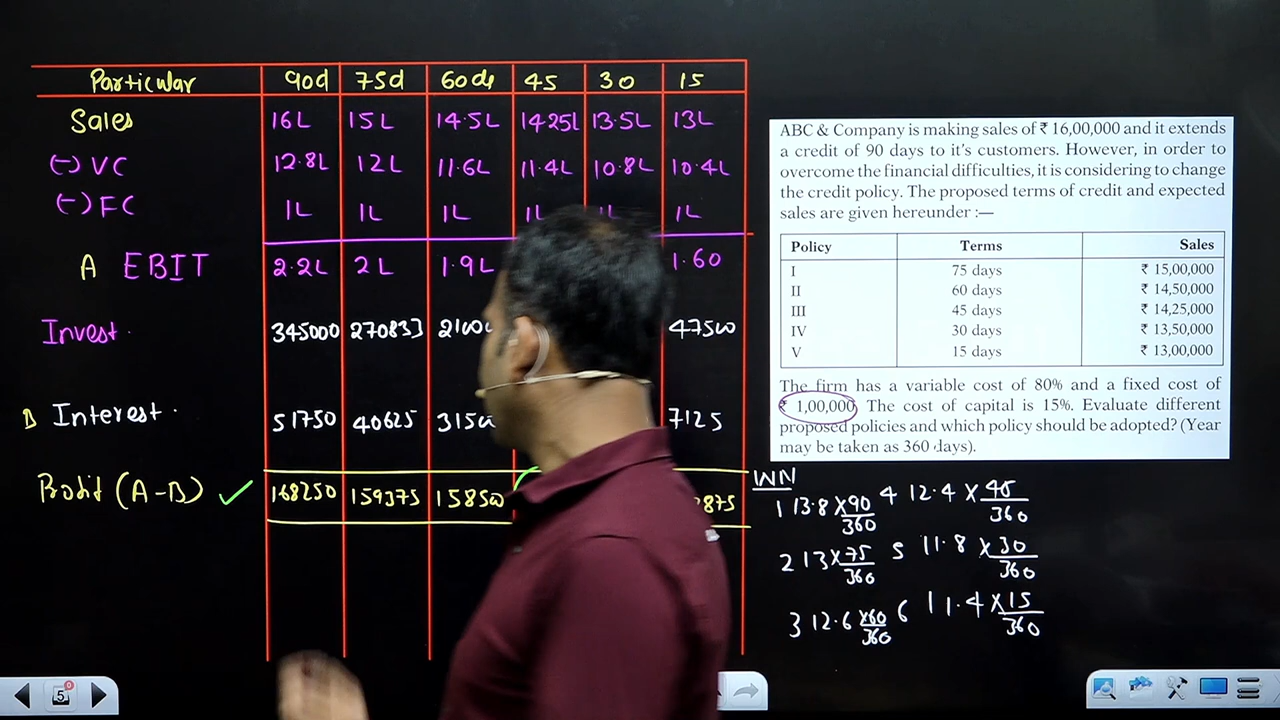 Particular 90d 75d 60ds 45 30 15
Sales 16L 15L 14.5L 1425L 13.5L 13L
(-) VC 12.8L 12L 11.6L 11.4L 10.8L 10.4L
(-) FC 1L 1L 1L 1L 1L 1L
A EBIT 2.2L 2L 1.9L 1.60
Invest. 345000 270833 47500
B Interest. 51750 40625 7125
Profit (A-B) ✓ 168250 159375 158500 875
ABC & Company is making sales of ₹ 16,00,000 and it extends
a credit of 90 days to it's customers. However, in order to
overcome the financial difficulties, it is considering to change
the credit policy. The proposed terms of credit and expected
sales are given hereunder :—
Policy Terms Sales
I 75 days ₹ 15,00,000
II 60 days ₹ 14,50,000
III 45 days ₹ 14,25,000
IV 30 days ₹ 13,50,000
V 15 days ₹ 13,00,000
The firm has a variable cost of 80% and a fixed cost of
₹ 1,00,000 The cost of capital is 15%. Evaluate different
proposed policies and which policy should be adopted? (Year
may be taken as 360 days).
WN
1 13.8 × 90/360 4 12.4 × 45/360
2 13 × 75/360 5 11.8 × 30/360
3 12.6 × 60/360 6 11.4 × 15/360
5